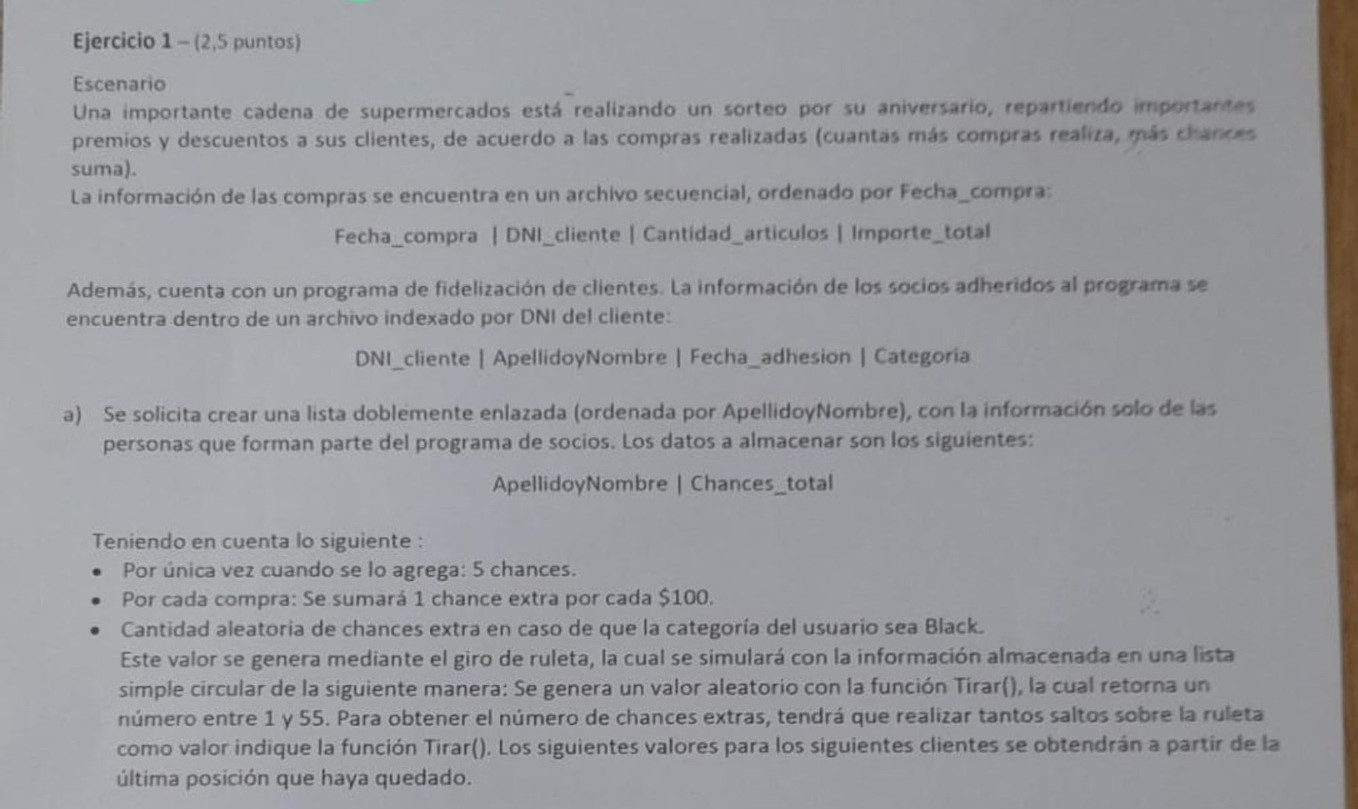 Ejercicio 1 – (2,5 puntos)
Escenario
Una importante cadena de supermercados está realizando un sorteo por su aniversario, repartiendo importantes
premios y descuentos a sus clientes, de acuerdo a las compras realizadas (cuantas más compras realiza, más chances
suma).
La información de las compras se encuentra en un archivo secuencial, ordenado por Fecha_compra:
Fecha_compra | DNI_cliente | Cantidad_articulos | Importe_total
Además, cuenta con un programa de fidelización de clientes. La información de los socios adheridos al programa se
encuentra dentro de un archivo indexado por DNI del cliente:
DNI_cliente | ApellidoyNombre | Fecha_adhesion | Categoria
a) Se solicita crear una lista doblemente enlazada (ordenada por ApellidoyNombre), con la información solo de las
personas que forman parte del programa de socios. Los datos a almacenar son los siguientes:
ApellidoyNombre | Chances_total
Teniendo en cuenta lo siguiente :
• Por única vez cuando se lo agrega: 5 chances.
• Por cada compra: Se sumará 1 chance extra por cada $100.
• Cantidad aleatoria de chances extra en caso de que la categoría del usuario sea Black.
Este valor se genera mediante el giro de ruleta, la cual se simulará con la información almacenada en una lista
simple circular de la siguiente manera: Se genera un valor aleatorio con la función Tirar(), la cual retorna un
número entre 1 y 55. Para obtener el número de chances extras, tendrá que realizar tantos saltos sobre la ruleta
como valor indique la función Tirar(). Los siguientes valores para los siguientes clientes se obtendrán a partir de la
última posición que haya quedado.